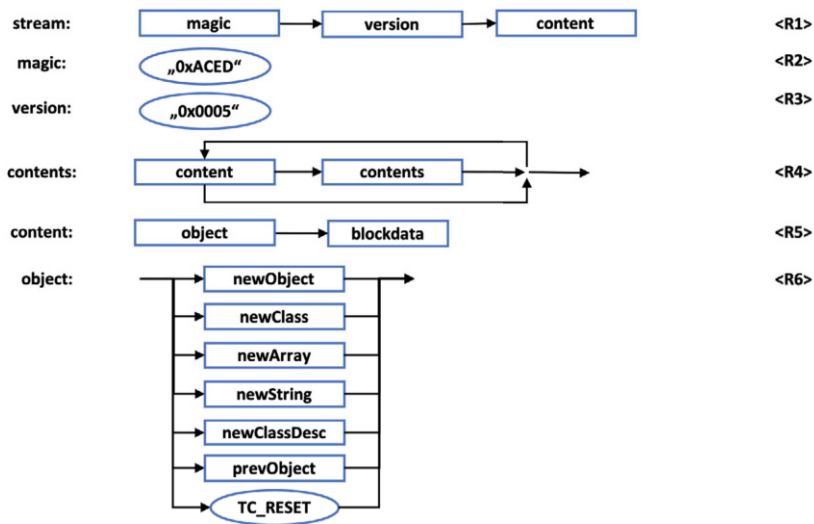 stream: magic version content <R1>
magic: „0xACED“ <R2>
version: „0x0005“ <R3>
contents: content contents <R4>
content: object blockdata <R5>
object: newObject <R6>
newClass
newArray
newString
newClassDesc
prevObject
TC_RESET